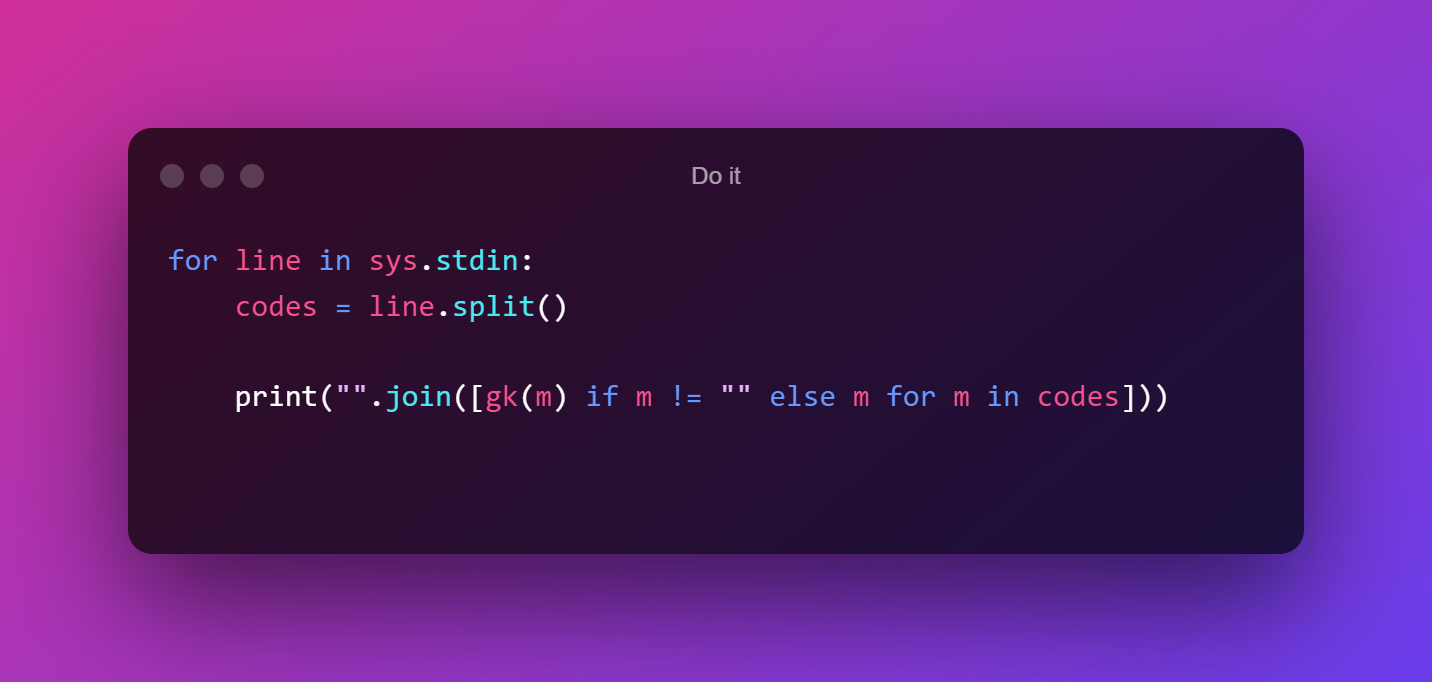 Do it
for line in sys.stdin:
    codes = line.split()
    print("".join([gk(m) if m != "" else m for m in codes]))